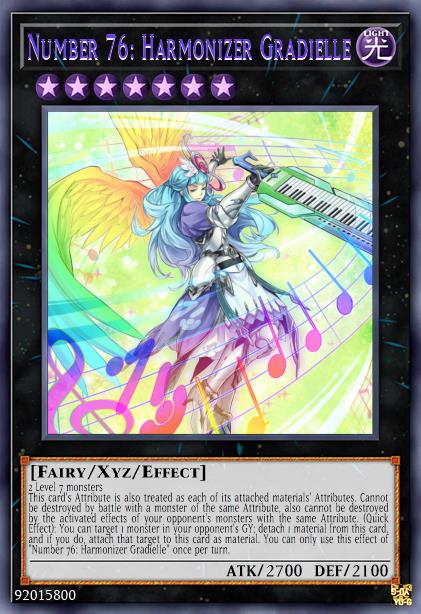 Number 76: Harmonizer Gradielle
LIGHT
光
[Fairy/Xyz/Effect]
2 Level 7 monsters
This card's Attribute is also treated as each of its attached materials' Attributes. Cannot
be destroyed by battle with a monster of the same Attribute, also cannot be destroyed
by the activated effects of your opponent's monsters with the same Attribute. (Quick
Effect): You can target 1 monster in your opponent's GY; detach 1 material from this card,
and if you do, attach that target to this card as material. You can only use this effect of
"Number 76: Harmonizer Gradielle" once per turn.
ATK/2700 DEF/2100
92015800